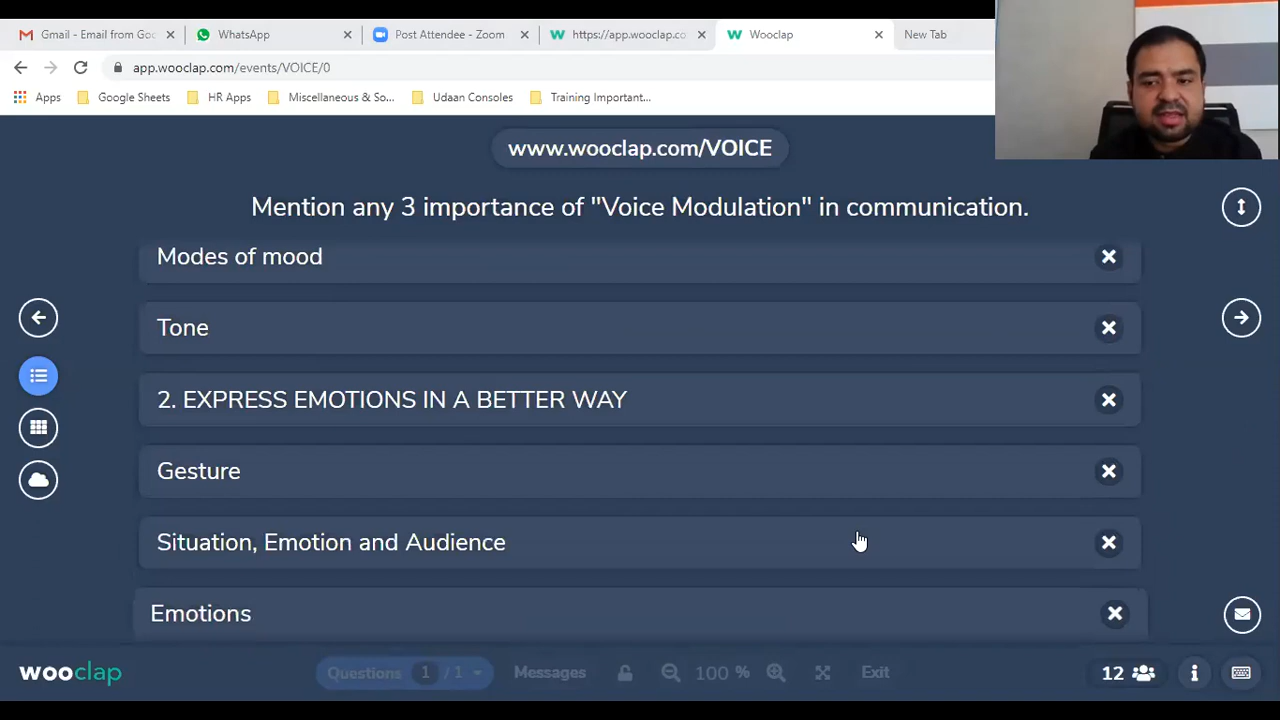 Gmail - Email from Goo
WhatsApp
Post Attendee - Zoom
https://app.wooclap.co
Wooclap
New Tab
app.wooclap.com/events/VOICE/0
Apps
Google Sheets
HR Apps
Miscellaneous & So...
Udaan Consoles
Training Important...
www.wooclap.com/VOICE
Mention any 3 importance of "Voice Modulation" in communication.
Modes of mood
Tone
2. EXPRESS EMOTIONS IN A BETTER WAY
Gesture
Situation, Emotion and Audience
Emotions
wooclap
Questions 1 / 1
Messages
100 %
Exit
12